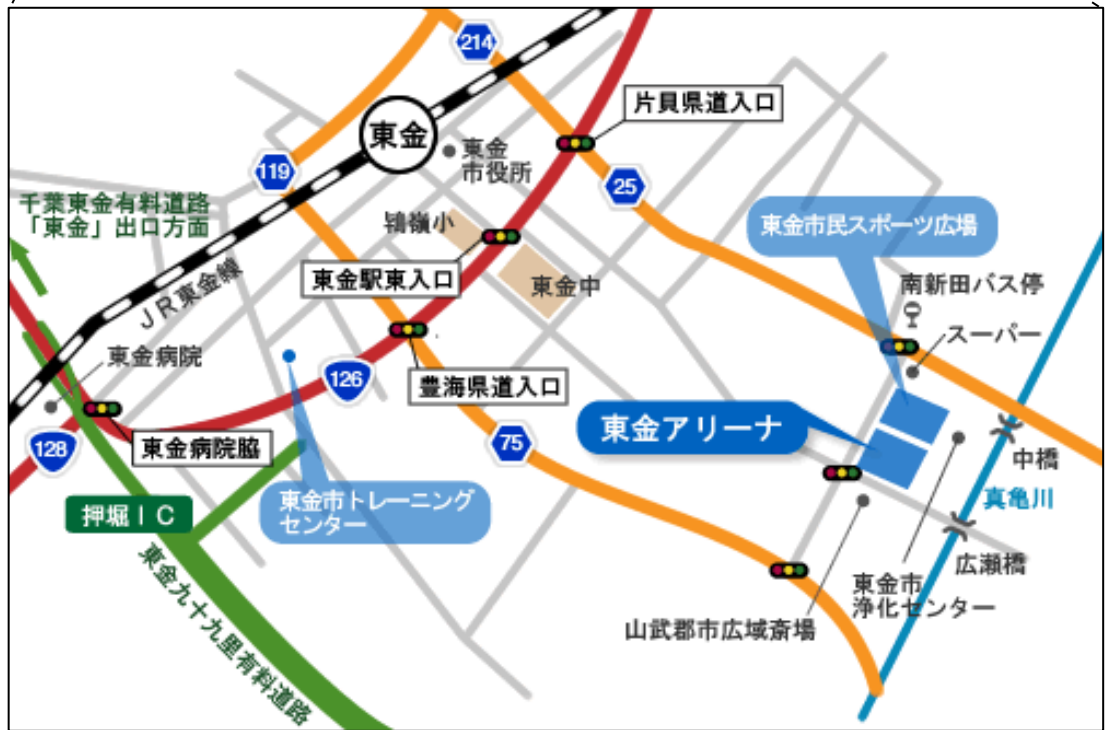 214
片貝県道入口
東金
東金
市役所
119
25
千葉東金有料道路
「東金」出口方面
鴇嶺小
東金市民スポーツ広場
東金駅東入口
東金中
南新田バス停
JR東金線
スーパー
東金病院
126
豊海県道入口
東金アリーナ
75
128
東金病院脇
中橋
東金市トレーニング
センター
真亀川
押堀IC
広瀬橋
東金市
浄化センター
山武郡市広域斎場
東金九十九里有料道路